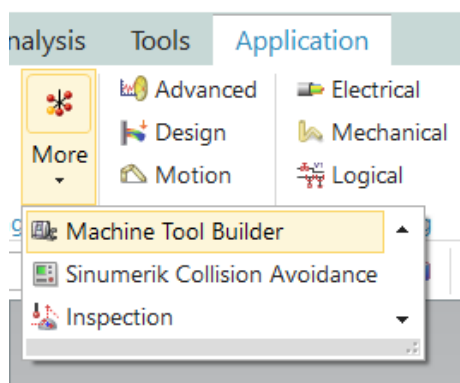 nalysis Tools Application
Advanced Electrical
Design Mechanical
More
Motion Logical
Machine Tool Builder
Sinumerik Collision Avoidance
Inspection